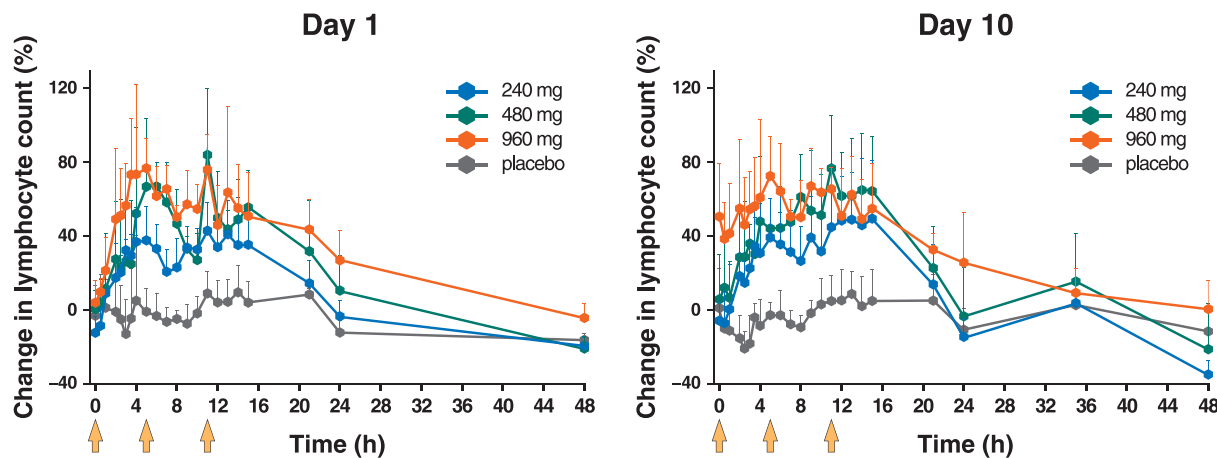 Day 1
Change in lymphocyte count (%)
120
80
40
0
−40
240 mg
480 mg
960 mg
placebo
0 4 8 12 16 20 24 28 32 36 40 44 48
Time (h)
Day 10
Change in lymphocyte count (%)
120
80
40
0
−40
240 mg
480 mg
960 mg
placebo
0 4 8 12 16 20 24 28 32 36 40 44 48
Time (h)